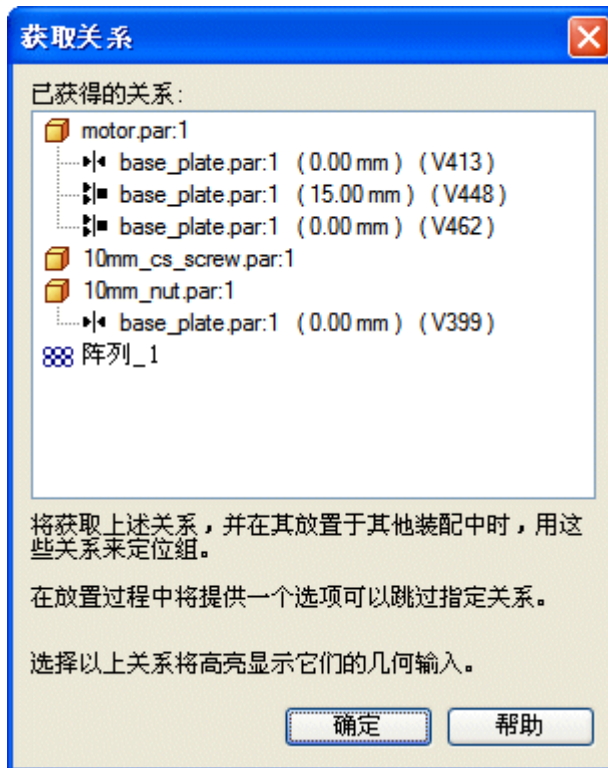 获取关系
已获得的关系:
motor.par:1
base_plate.par:1 (0.00 mm) (V413)
base_plate.par:1 (15.00 mm) (V448)
base_plate.par:1 (0.00 mm) (V462)
10mm_cs_screw.par:1
10mm_nut.par:1
base_plate.par:1 (0.00 mm) (V399)
阵列_1
将获取上述关系,并在其放置于其他装配中时,用这
些关系来定位组。
在放置过程中将提供一个选项可以跳过指定关系。
选择以上关系将高亮显示它们的几何输入。
确定 帮助